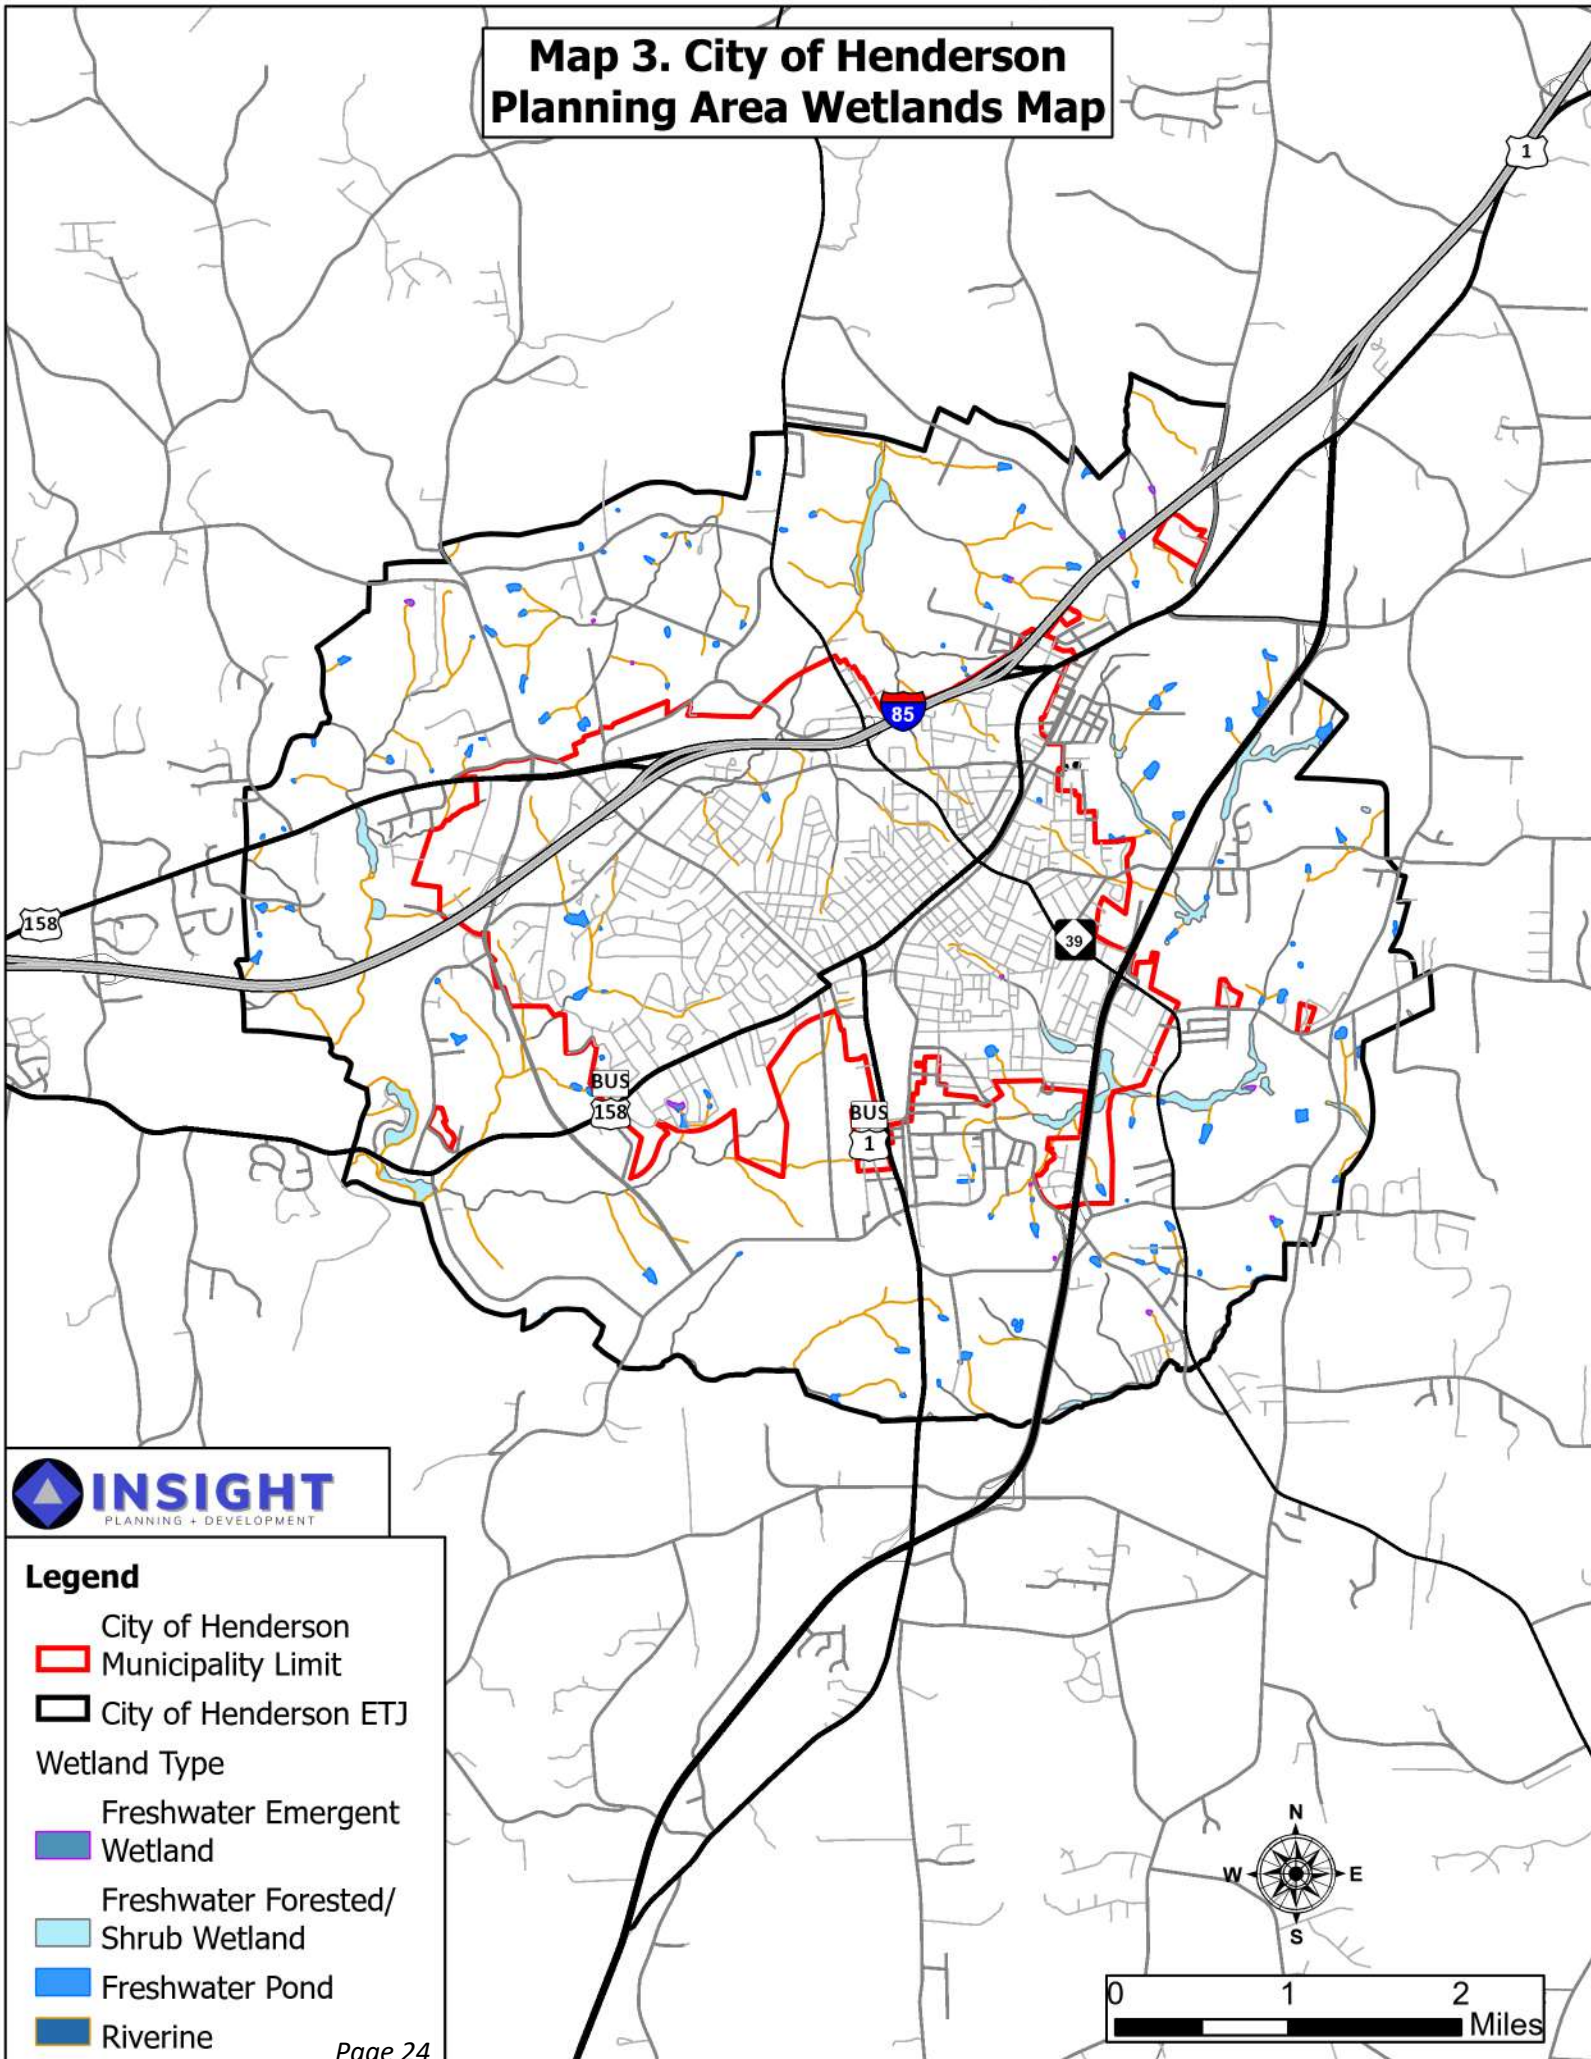 Map 3. City of Henderson
Planning Area Wetlands Map
1
85
158
39
BUS
158
BUS
1
INSIGHT
PLANNING + DEVELOPMENT
Legend
City of Henderson
Municipality Limit
City of Henderson ETJ
Wetland Type
Freshwater Emergent
Wetland
Freshwater Forested/
Shrub Wetland
Freshwater Pond
Riverine
Page 24
N
W E
S
0 1 2
Miles